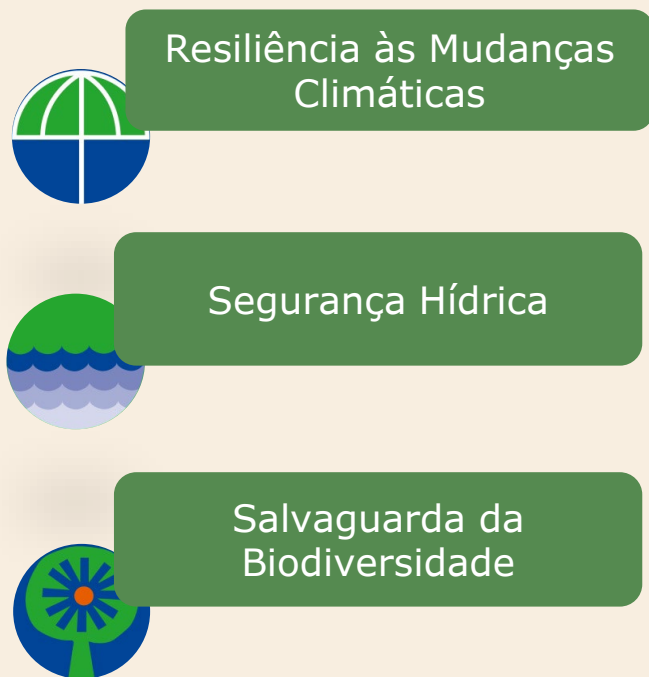 Resiliência às Mudanças
Climáticas
Segurança Hídrica
Salvaguarda da
Biodiversidade